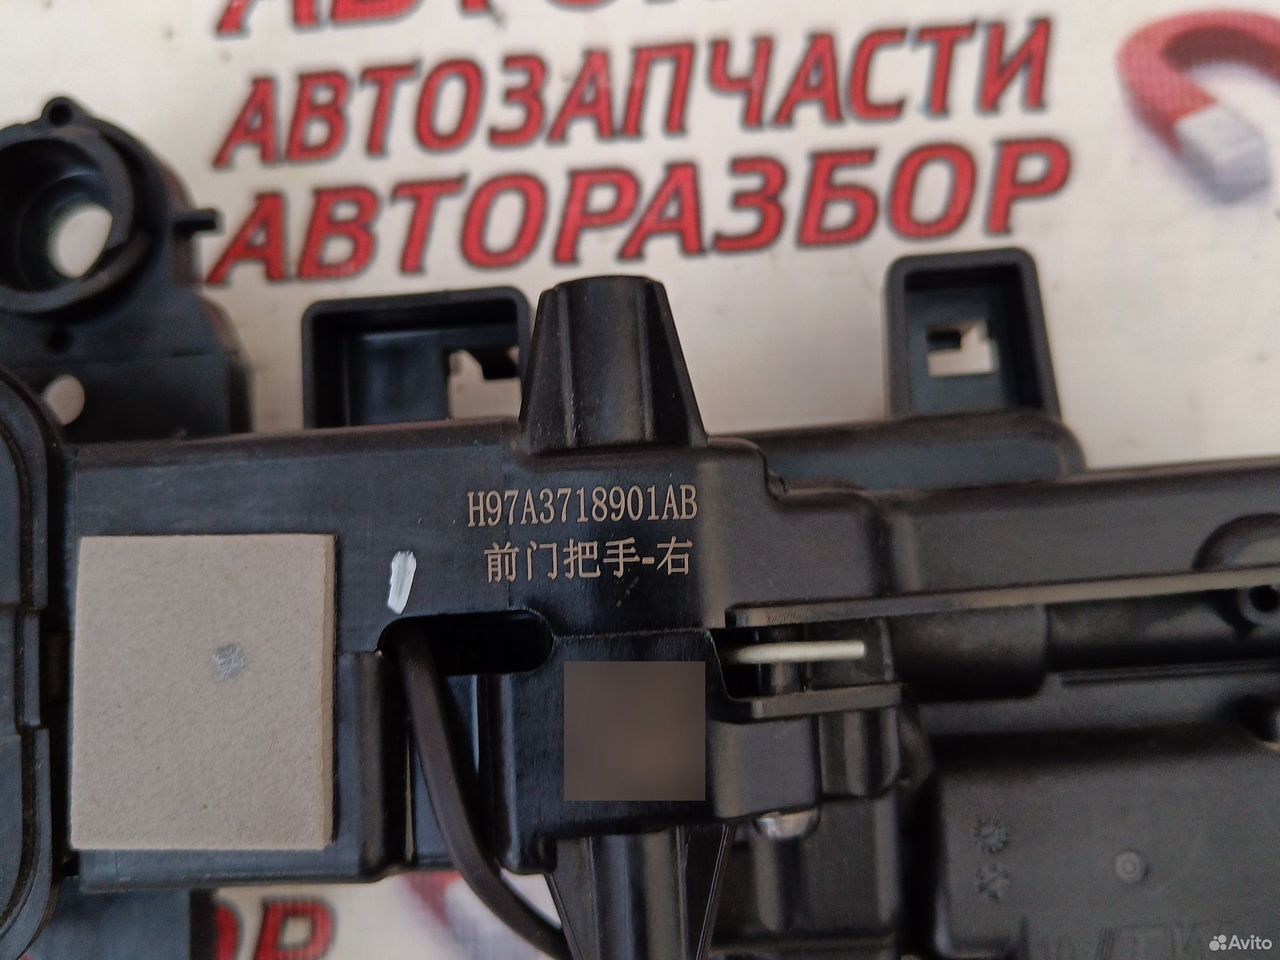 АВТОЗАПЧАСТИ
АВТОРАЗБОР
H97A3718901AB
前门把手-右
Avito